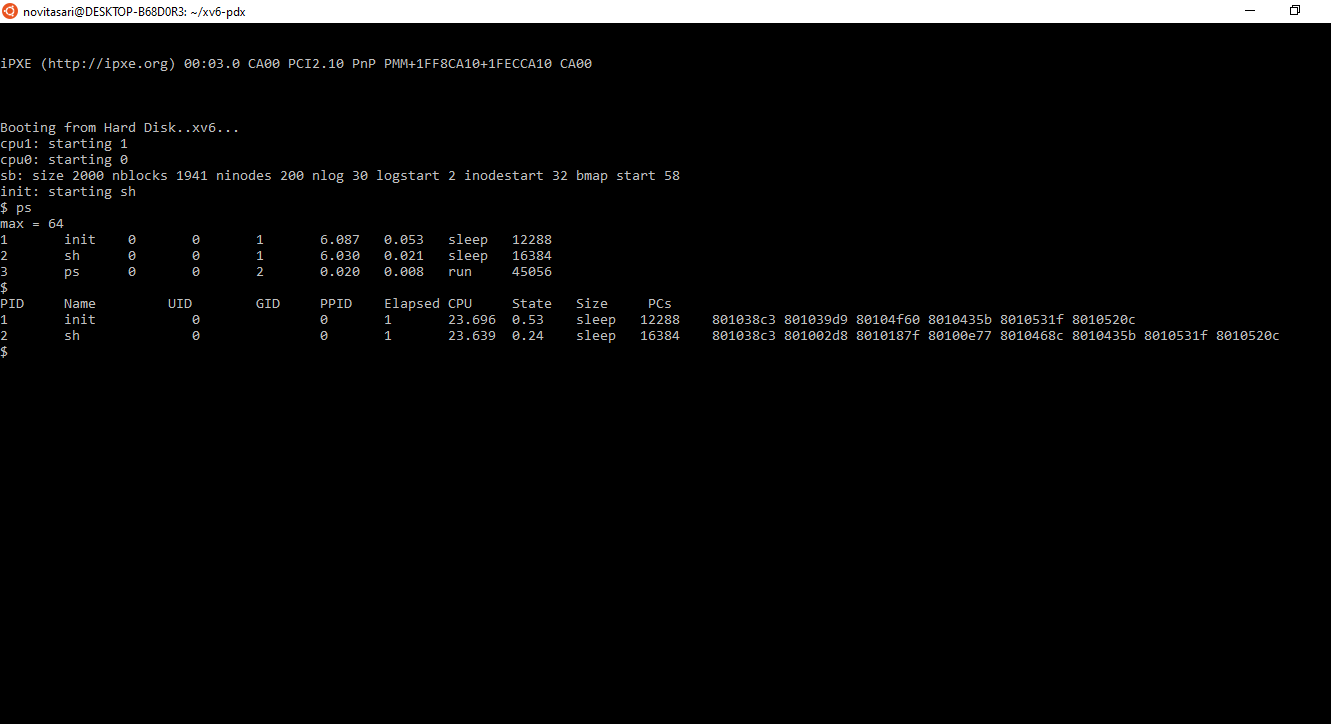 novitasari@DESKTOP-B68D0R3: ~/xv6-pdx
iPXE (http://ipxe.org) 00:03.0 CA00 PCI2.10 PnP PMM+1FF8CA10+1FECCA10 CA00
Booting from Hard Disk..xv6...
cpu1: starting 1
cpu0: starting 0
sb: size 2000 nblocks 1941 ninodes 200 nlog 30 logstart 2 inodestart 32 bmap start 58
init: starting sh
$ ps
max = 64
1       init    0       0       1       6.087   0.053   sleep   12288
2       sh      0       0       1       6.030   0.021   sleep   16384
3       ps      0       0       2       0.020   0.008   run     45056
$
PID     Name         UID        GID     PPID    Elapsed CPU     State   Size     PCs
1       init            0               0       1       23.696  0.53    sleep   12288    801038c3 801039d9 80104f60 8010435b 8010531f 8010520c
2       sh              0               0       1       23.639  0.24    sleep   16384    801038c3 801002d8 8010187f 80100e77 8010468c 8010435b 8010531f 8010520c
$